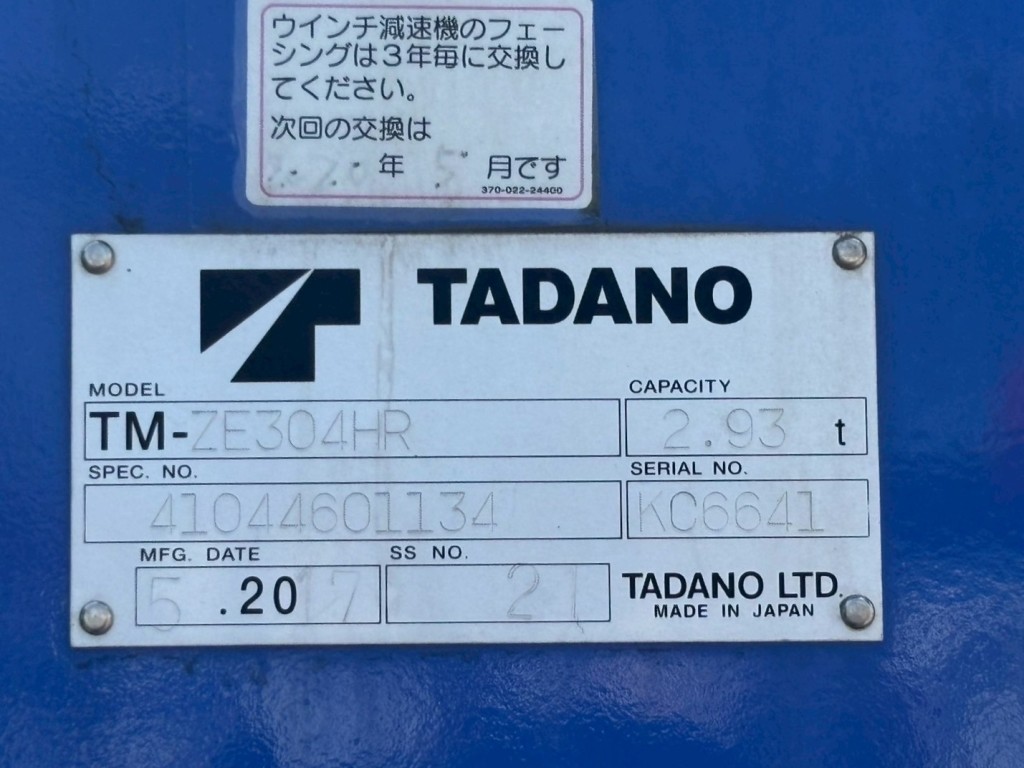 ウインチ減速機のフェー
シングは3年毎に交換し
てください。
次回の交換は
年 5 月です
370-022-24400
TADANO
MODEL CAPACITY
TM-ZE304HR 2.93 t
SPEC. NO. SERIAL NO.
41044601134 KC6641
MFG. DATE SS NO.
5 .20 17 21 TADANO LTD.
MADE IN JAPAN